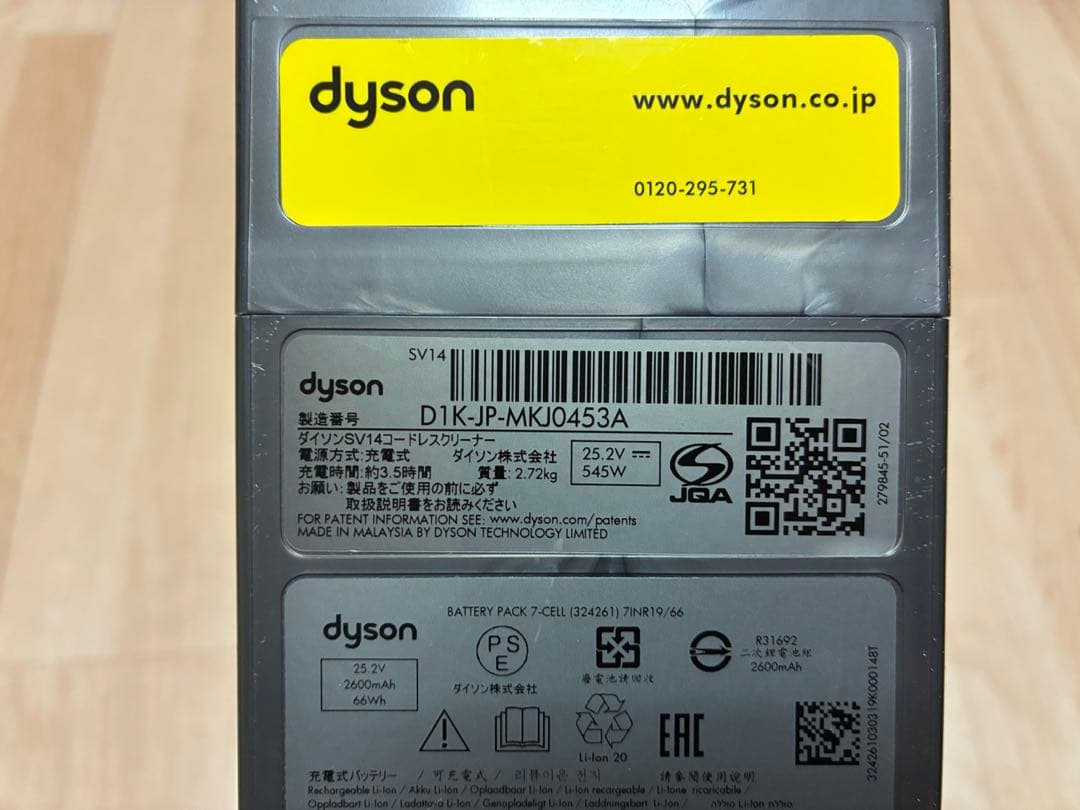 dyson
www.dyson.co.jp
0120-295-731
SV14
dyson
製造番号 D1K-JP-MKJ0453A
ダイソンSV14コードレスクリーナー
電源方式:充電式 ダイソン株式会社
充電時間:約3.5時間 質量: 2.72kg
25.2V
545W
JQA
お願い:製品をご使用の前に必ず
取扱説明書をお読みください
FOR PATENT INFORMATION SEE: www.dyson.com/patents
MADE IN MALAYSIA BY DYSON TECHNOLOGY LIMITED
279845-51/02
BATTERY PACK 7-CELL (324261) 7INR19/66
dyson
25.2V
2600mAh
66Wh
PS
E
ダイソン株式会社
廢電池請回收
R31692
二次鋰電池組
2600mAh
Li-Ion 20
EAC
324261030319K000148T
充電式バッテリー / 可充電式 / 리튬이온 전지 請參閱使用說明
Rechargeable Li-Ion / Akku Li-Ion / Oplaadbaar Li-Ion / Li-Ion recargable / Li-Ione ricaricabile /
Oppladbart Li-Ion / Ladattava Li-Ion / Genopladeligt Li-Ion / Laddningsbart Li-Ion /